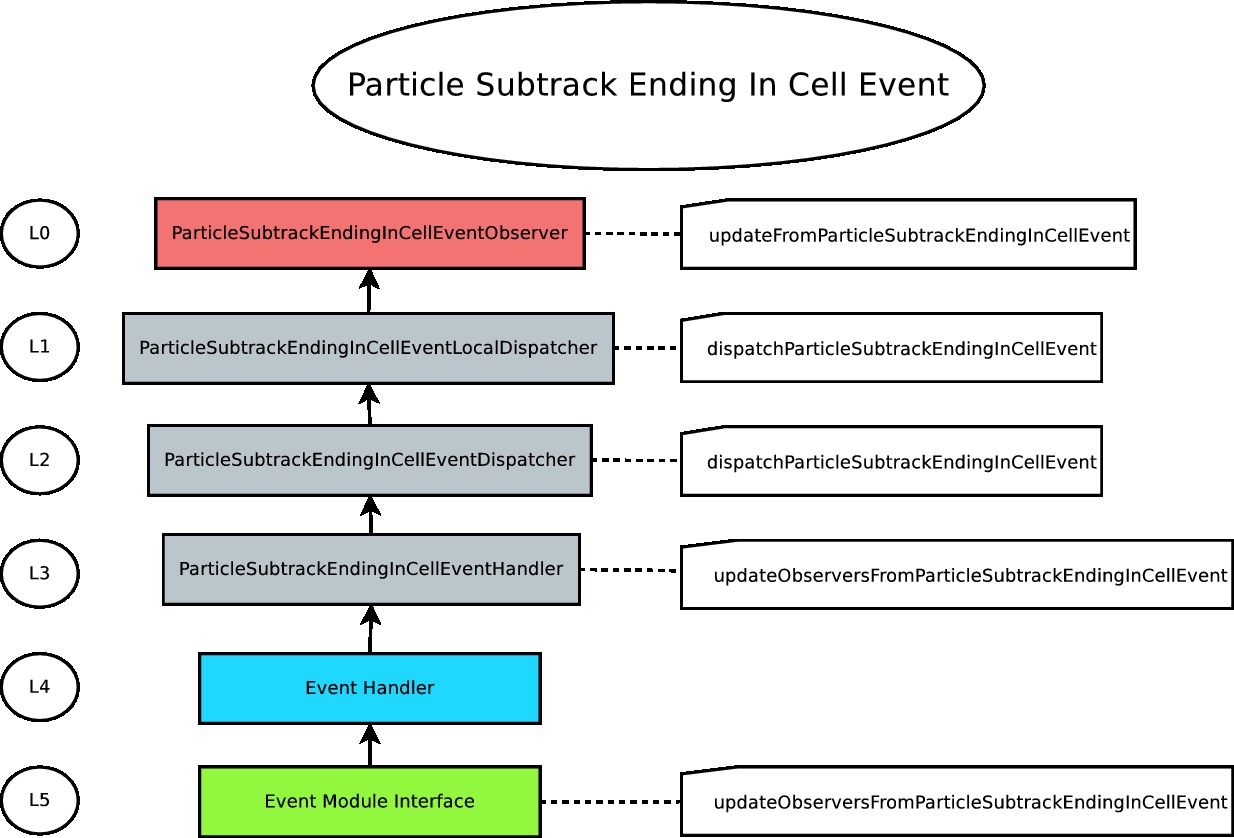 Particle Subtrack Ending In Cell Event
L0
ParticleSubtrackEndingInCellEventObserver
updateFromParticleSubtrackEndingInCellEvent
L1
ParticleSubtrackEndingInCellEventLocalDispatcher
dispatchParticleSubtrackEndingInCellEvent
L2
ParticleSubtrackEndingInCellEventDispatcher
dispatchParticleSubtrackEndingInCellEvent
L3
ParticleSubtrackEndingInCellEventHandler
updateObserversFromParticleSubtrackEndingInCellEvent
L4
Event Handler
L5
Event Module Interface
updateObserversFromParticleSubtrackEndingInCellEvent